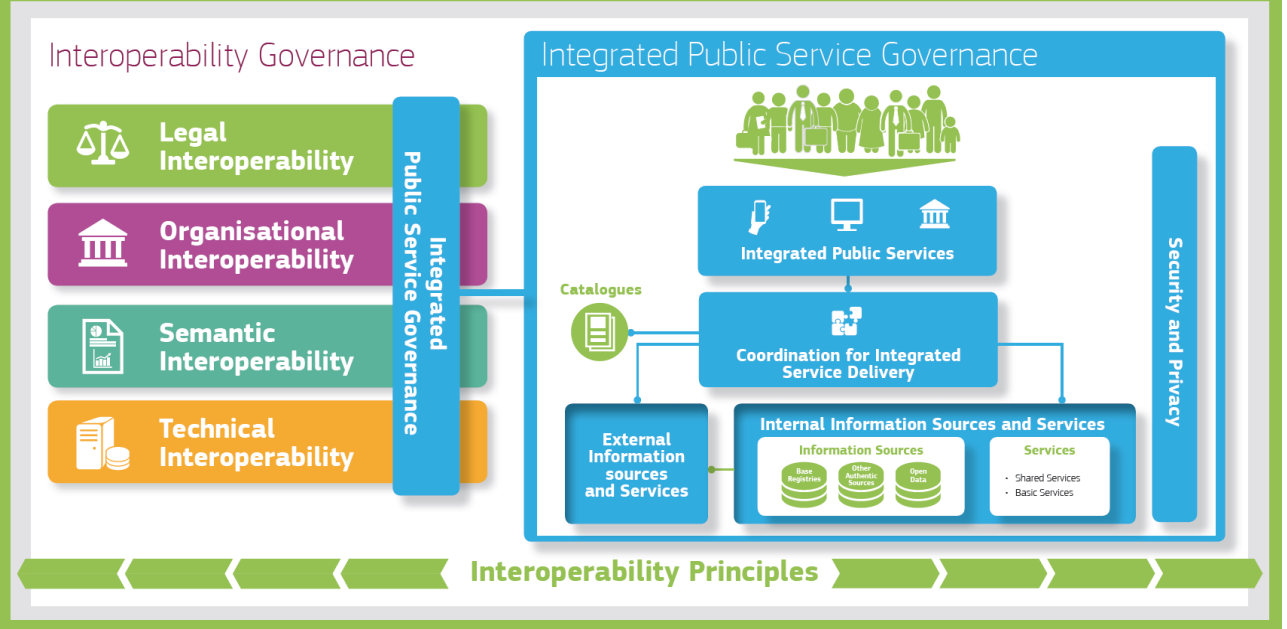 Interoperability Governance
Legal
Interoperability
Organisational
Interoperability
Semantic
Interoperability
Technical
Interoperability
Integrated
Public Service Governance
Integrated Public Service Governance
Integrated Public Services
Catalogues
Coordination for Integrated
Service Delivery
External
Information
sources
and Services
Internal Information Sources and Services
Information Sources
Base
Registries
Other
Authentic
Sources
Open
Data
Services
· Shared Services
· Basic Services
Security and Privacy
Interoperability Principles